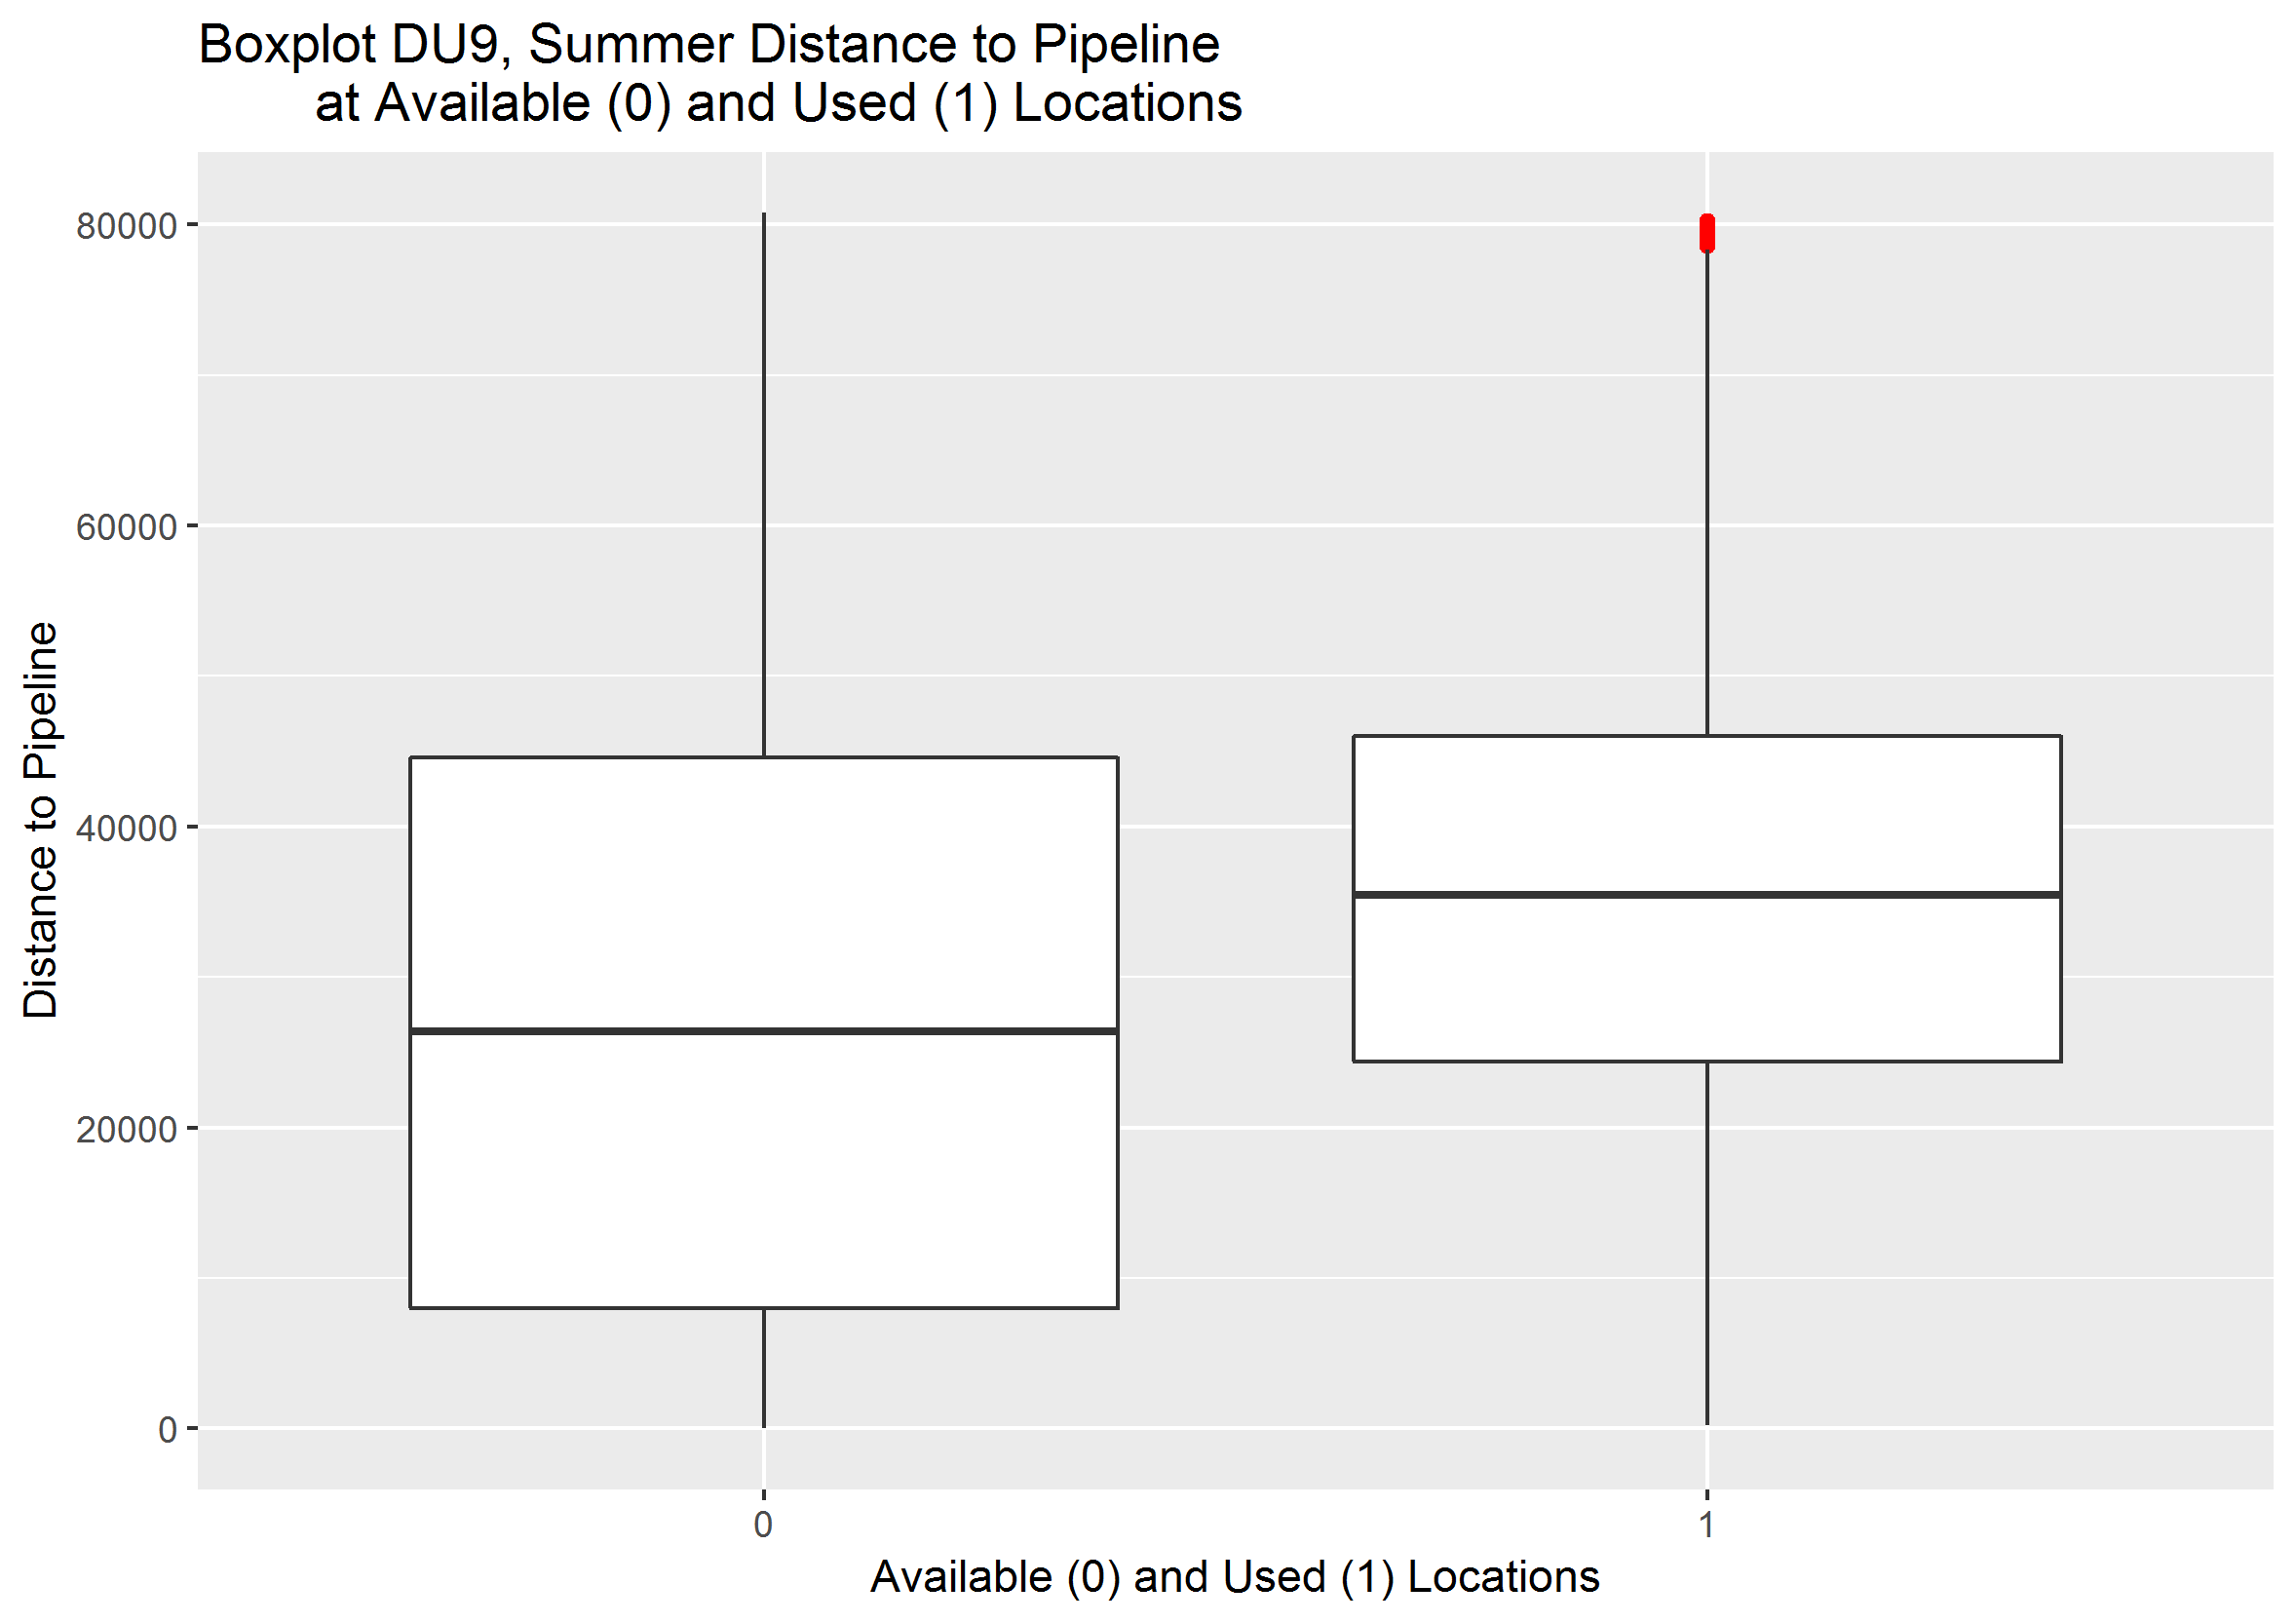 Boxplot DU9, Summer Distance to Pipeline
at Available (0) and Used (1) Locations
80000
60000
40000
20000
0
Distance to Pipeline
0
1
Available (0) and Used (1) Locations